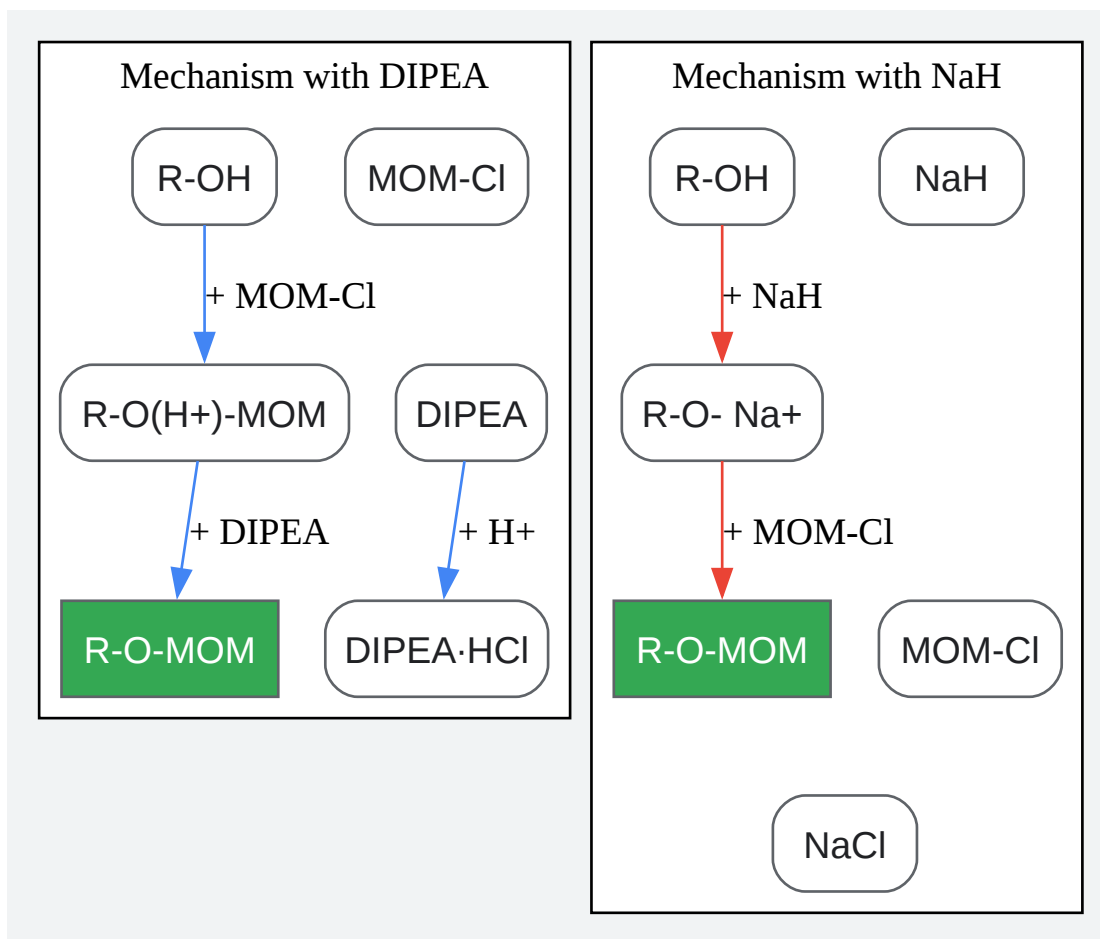 Mechanism with DIPEA
R-OH
MOM-Cl
+ MOM-Cl
R-O(H+)-MOM
DIPEA
+ DIPEA
+ H+
R-O-MOM
DIPEA·HCl
Mechanism with NaH
R-OH
NaH
+ NaH
R-O- Na+
+ MOM-Cl
R-O-MOM
MOM-Cl
NaCl